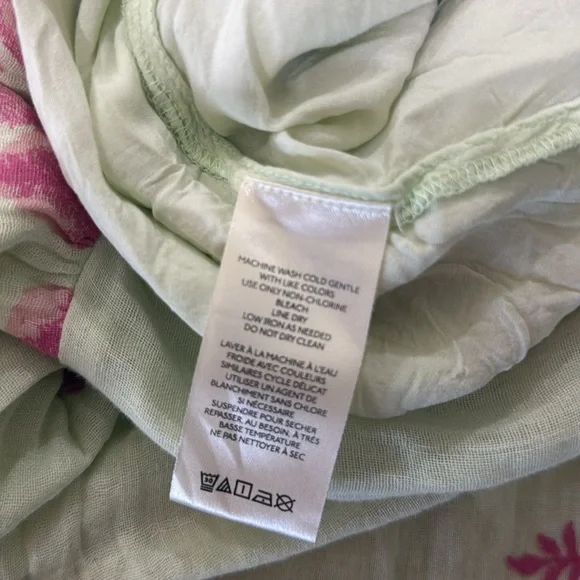 MACHINE WASH COLD GENTLE
WITH LIKE COLORS
USE ONLY NON-CHLORINE
BLEACH
LINE DRY
LOW IRON AS NEEDED
DO NOT DRY CLEAN
LAVER À LA MACHINE À L'EAU
FROIDE AVEC COULEURS
SIMILAIRES CYCLE DÉLICAT
UTILISER UN AGENT DE
BLANCHIMENT SANS CHLORE
SI NÉCESSAIRE
SUSPENDRE POUR SÉCHER
REPASSER, AU BESOIN, À TRÈS
BASSE TEMPÉRATURE
NE PAS NETTOYER À SEC
30